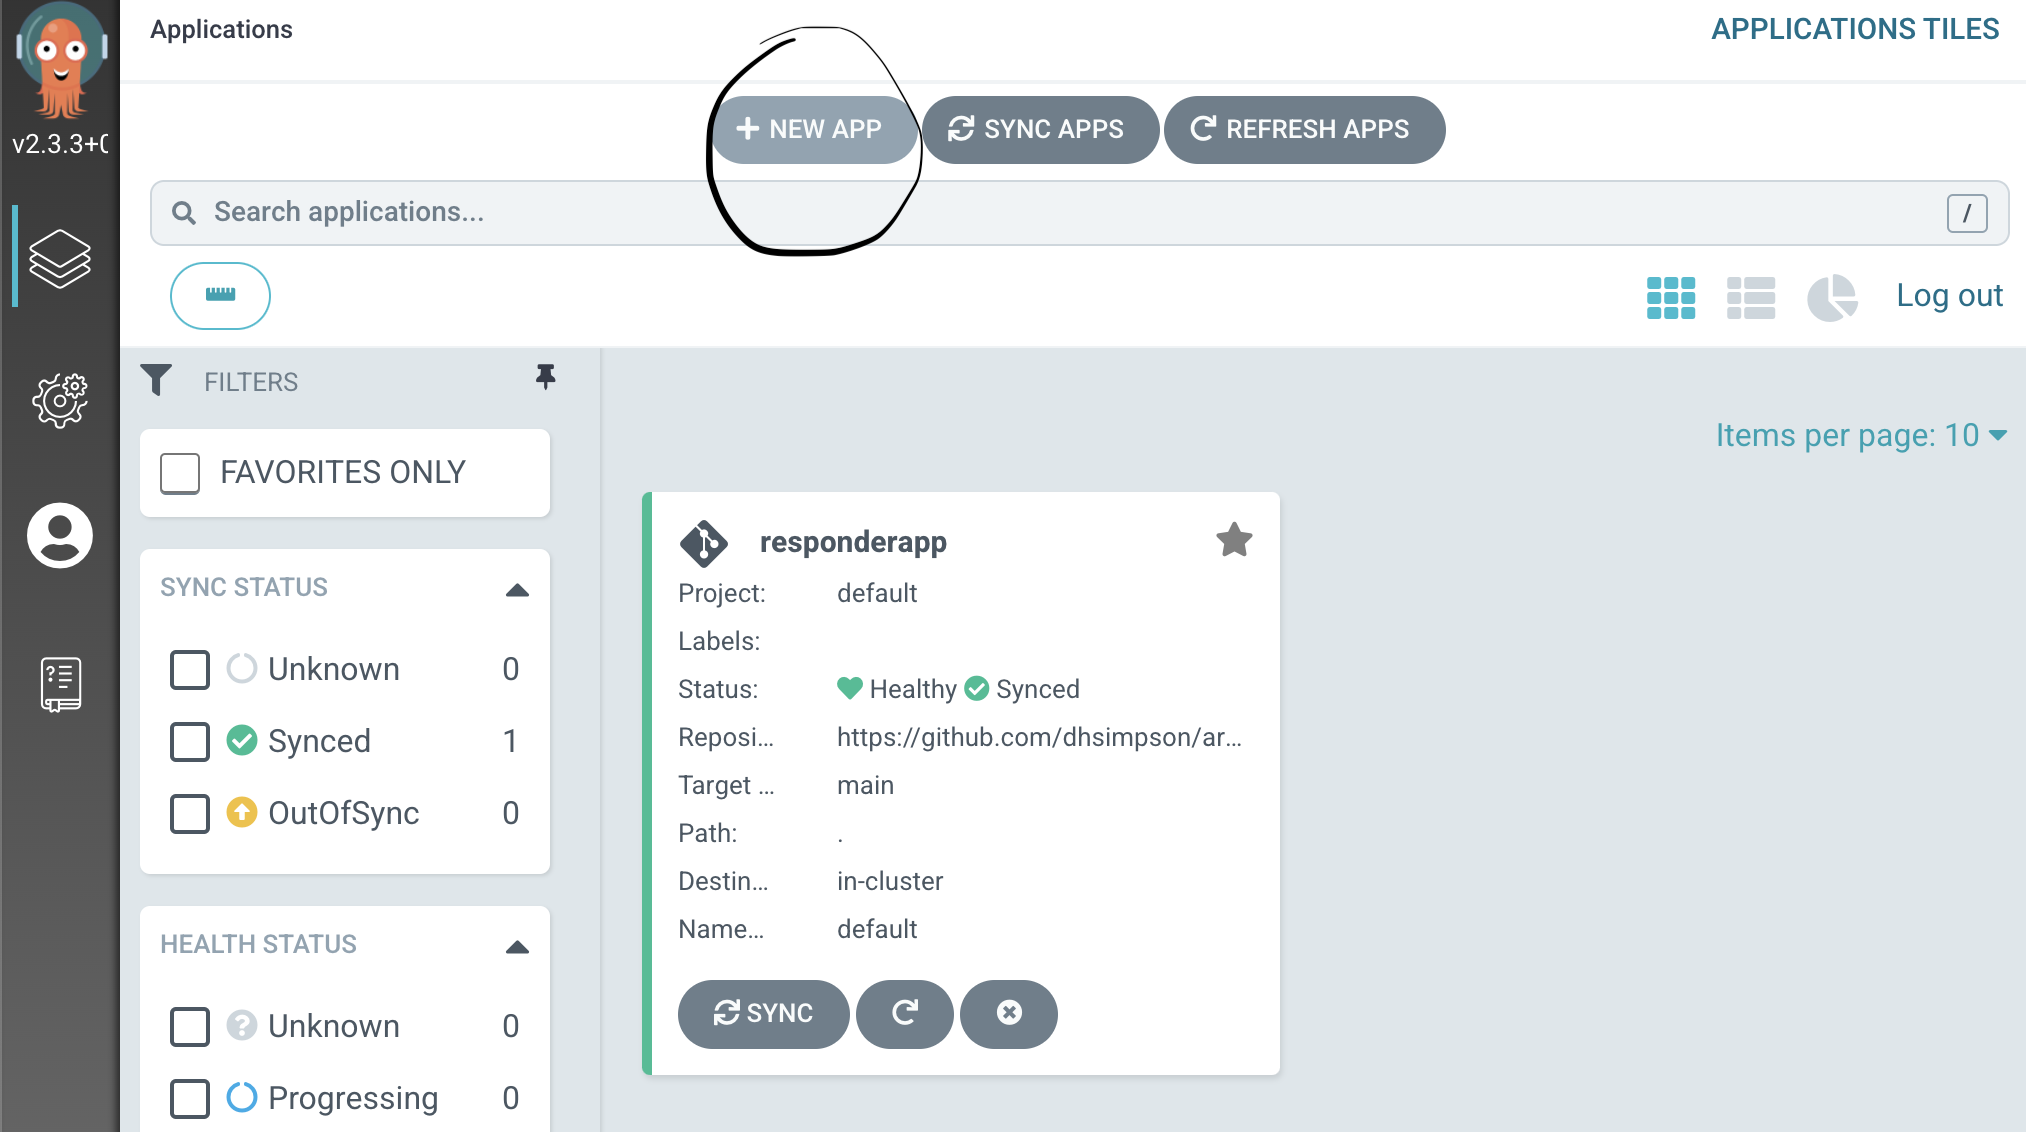 Applications
APPLICATIONS TILES
v2.3.3+0
NEW APP
SYNC APPS
REFRESH APPS
Search applications...
/
Log out
FILTERS
FAVORITES ONLY
SYNC STATUS
Unknown 0
Synced 1
OutOfSync 0
HEALTH STATUS
Unknown 0
Progressing 0
Items per page: 10
responderapp
Project: default
Labels:
Status: Healthy Synced
Reposi... https://github.com/dhsimpson/ar...
Target ... main
Path: .
Destin... in-cluster
Name... default
SYNC